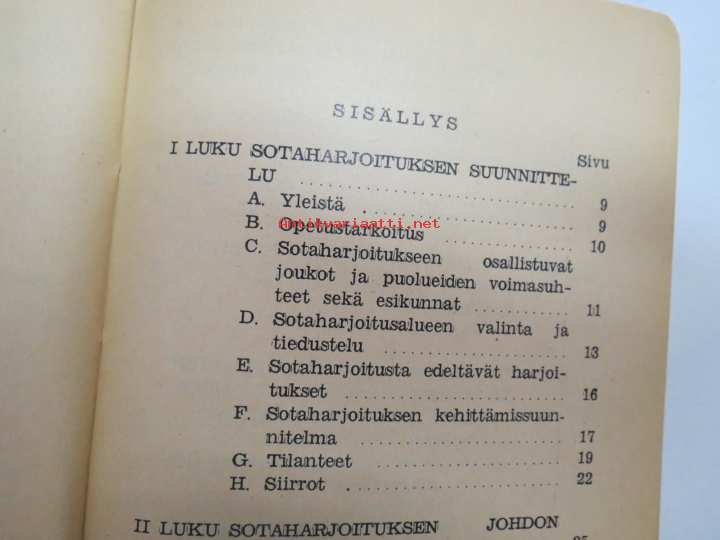 SISÄLLYS
Sivu
I LUKU SOTAHARJOITUKSEN SUUNNITTE-
LU . . . . . . . . . . . . . . . . . . . . 9
A. Yleistä . . . . . . . . . . . . . . . . 9
antikvariaatti.net
B. Opetustarkoitus . . . . . . . . . . 10
C. Sotaharjoitukseen osallistuvat
joukot ja puolueiden voimasuh-
teet sekä esikunnat . . . . . . . . 11
D. Sotaharjoitusalueen valinta ja
tiedustelu . . . . . . . . . . . . . . 13
E. Sotaharjoitusta edeltävät harjoi-
tukset . . . . . . . . . . . . . . . . 16
F. Sotaharjoituksen kehittämissuun-
nitelma . . . . . . . . . . . . . . . 17
G. Tilanteet . . . . . . . . . . . . . . 19
H. Siirrot . . . . . . . . . . . . . . . 22
II LUKU SOTAHARJOITUKSEN JOHDON